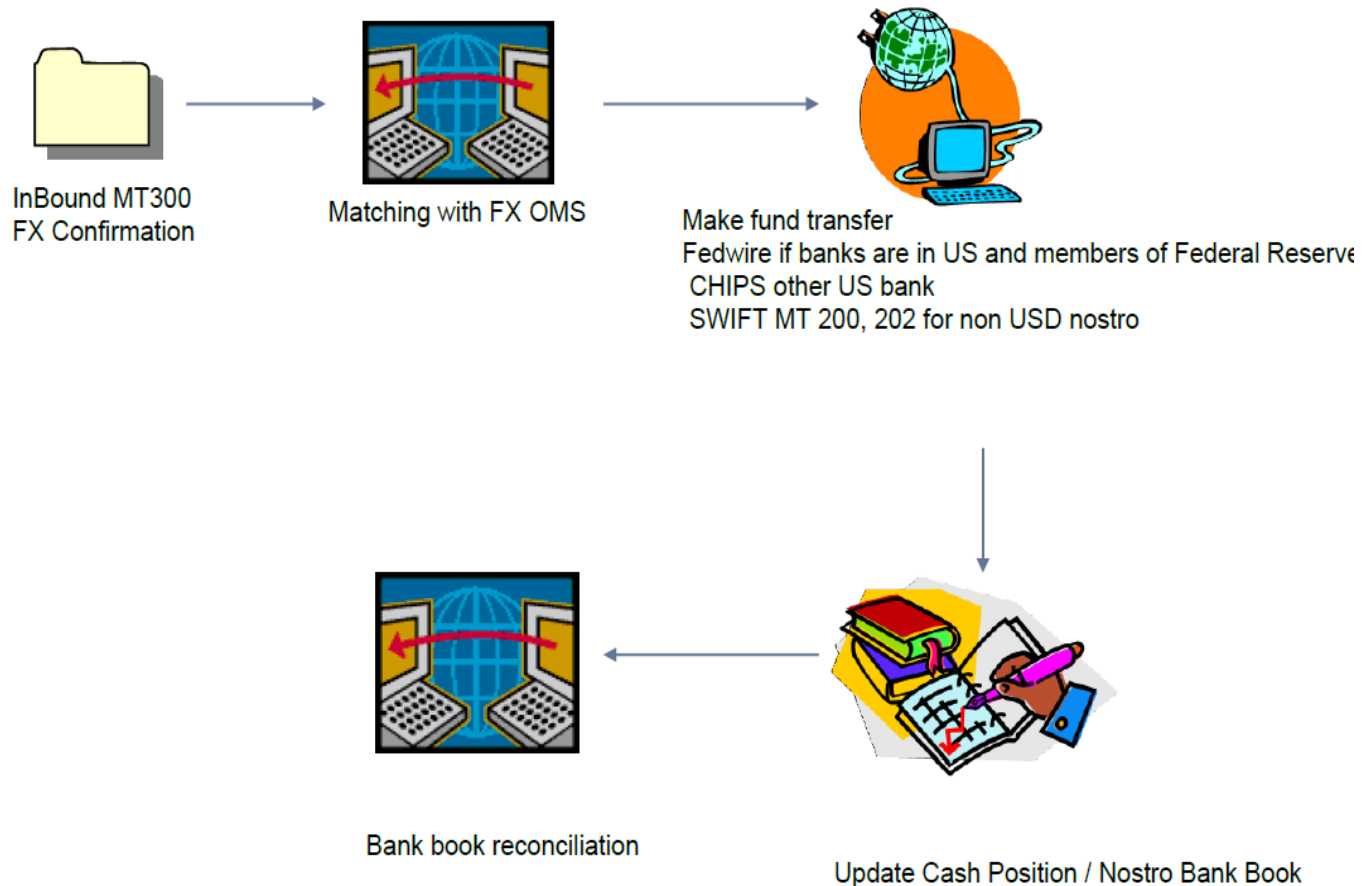 InBound MT300
FX Confirmation
Matching with FX OMS
Make fund transfer
Fedwire if banks are in US and members of Federal Reserve
CHIPS other US bank
SWIFT MT 200, 202 for non USD nostro
Bank book reconciliation
Update Cash Position / Nostro Bank Book